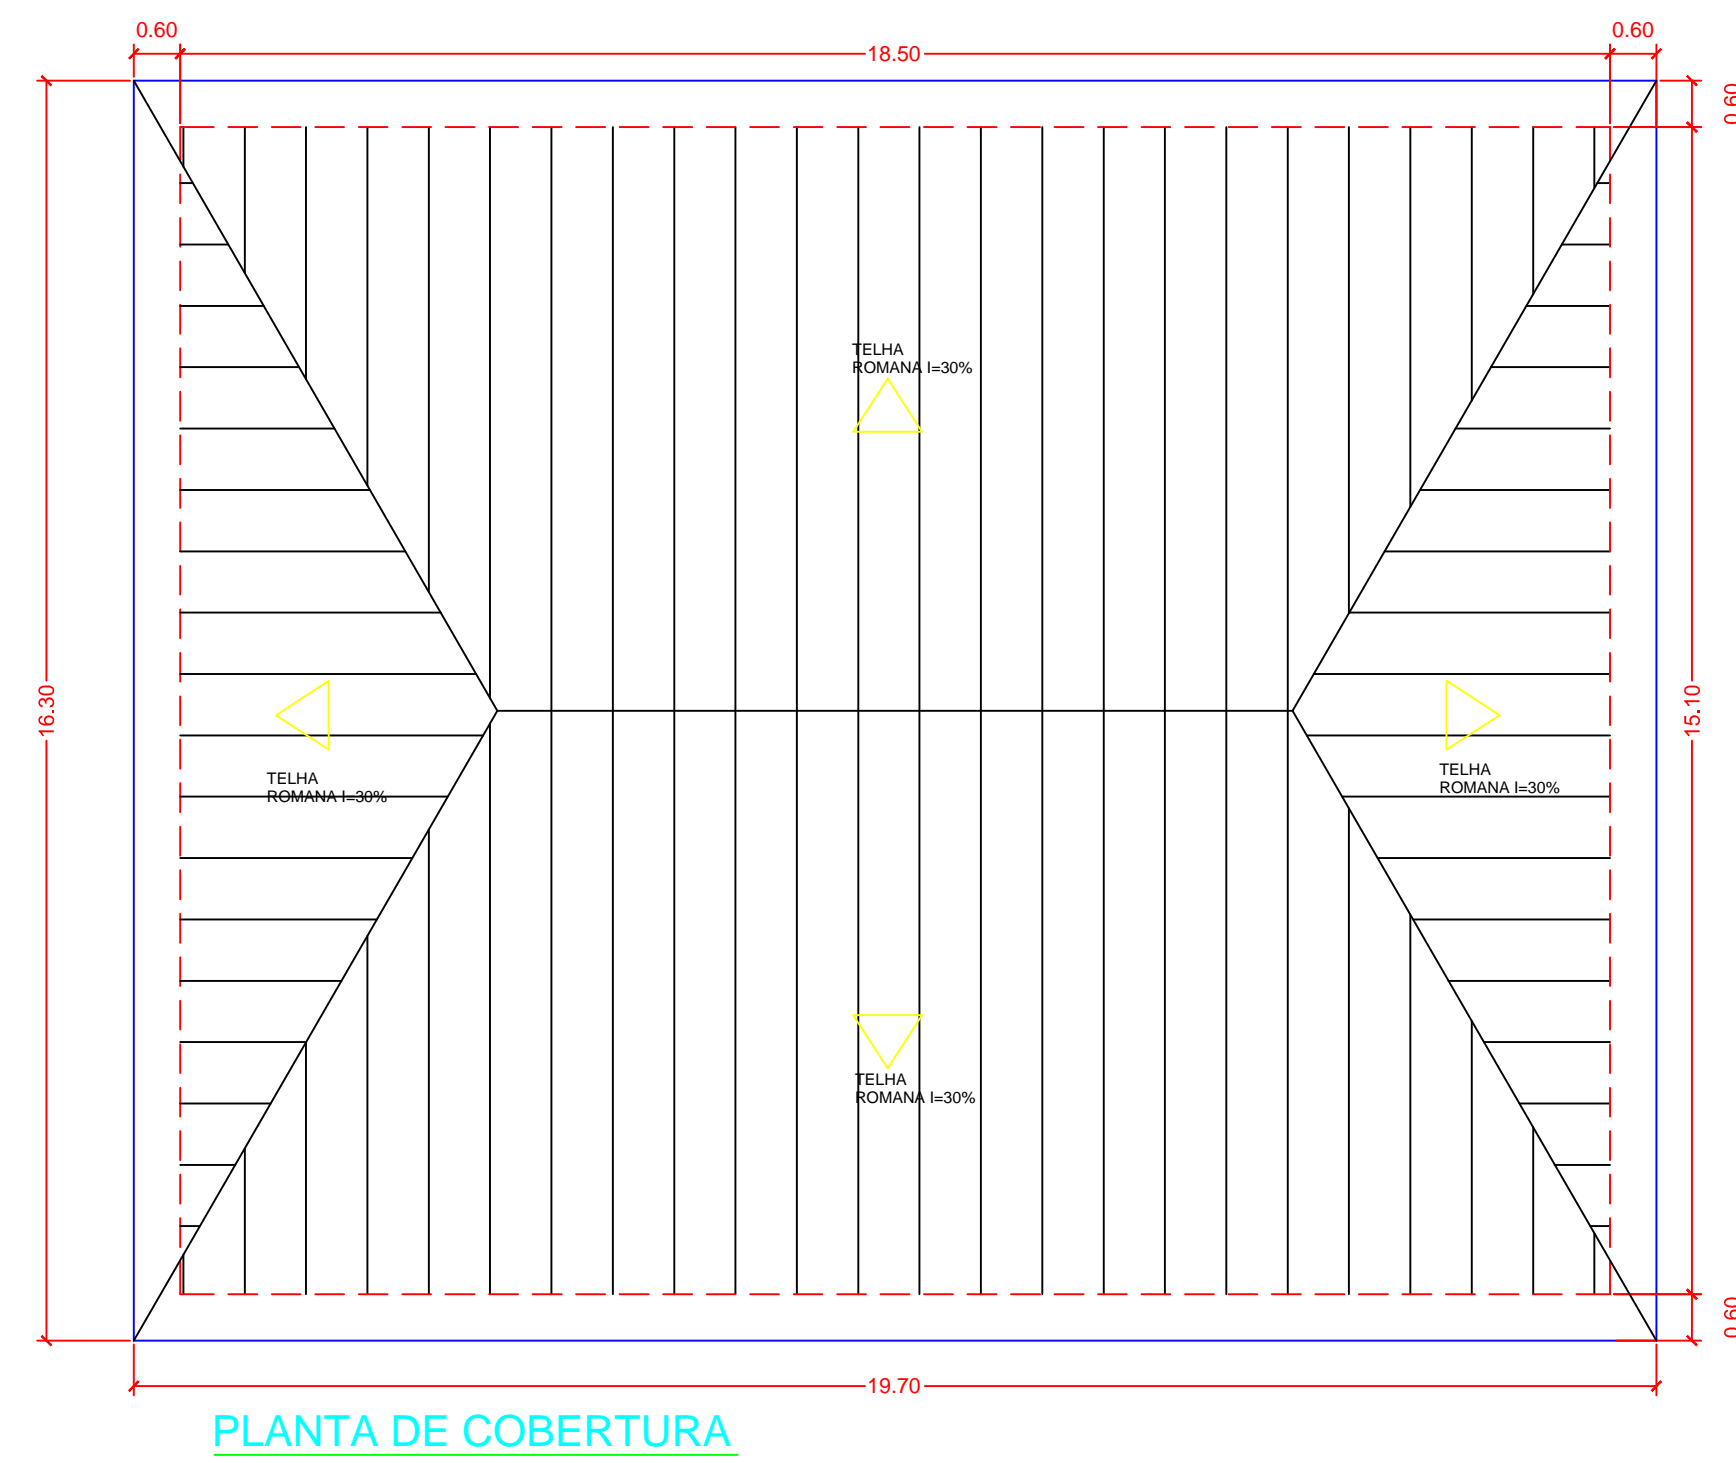 0.60
0.60
18.50
0.60
TELHA
ROMANA I=30%
16.30
15.10
TELHA
ROMANA I=30%
TELHA
ROMANA I=30%
TELHA
ROMANA I=30%
0.60
19.70
PLANTA DE COBERTURA